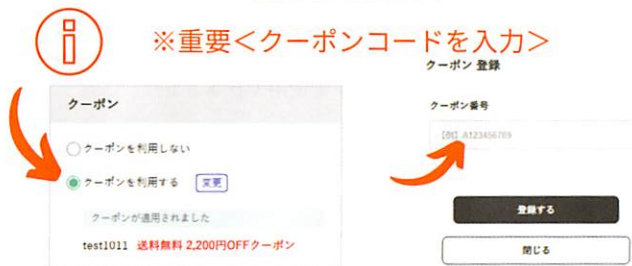 ※重要＜クーポンコードを入力＞
クーポン
クーポンを利用しない
クーポンを利用する 変更
クーポンが適用されました
test1011 送料無料 2,200円OFFクーポン
クーポン 登録
クーポン番号
【例】A123456789
登録する
閉じる